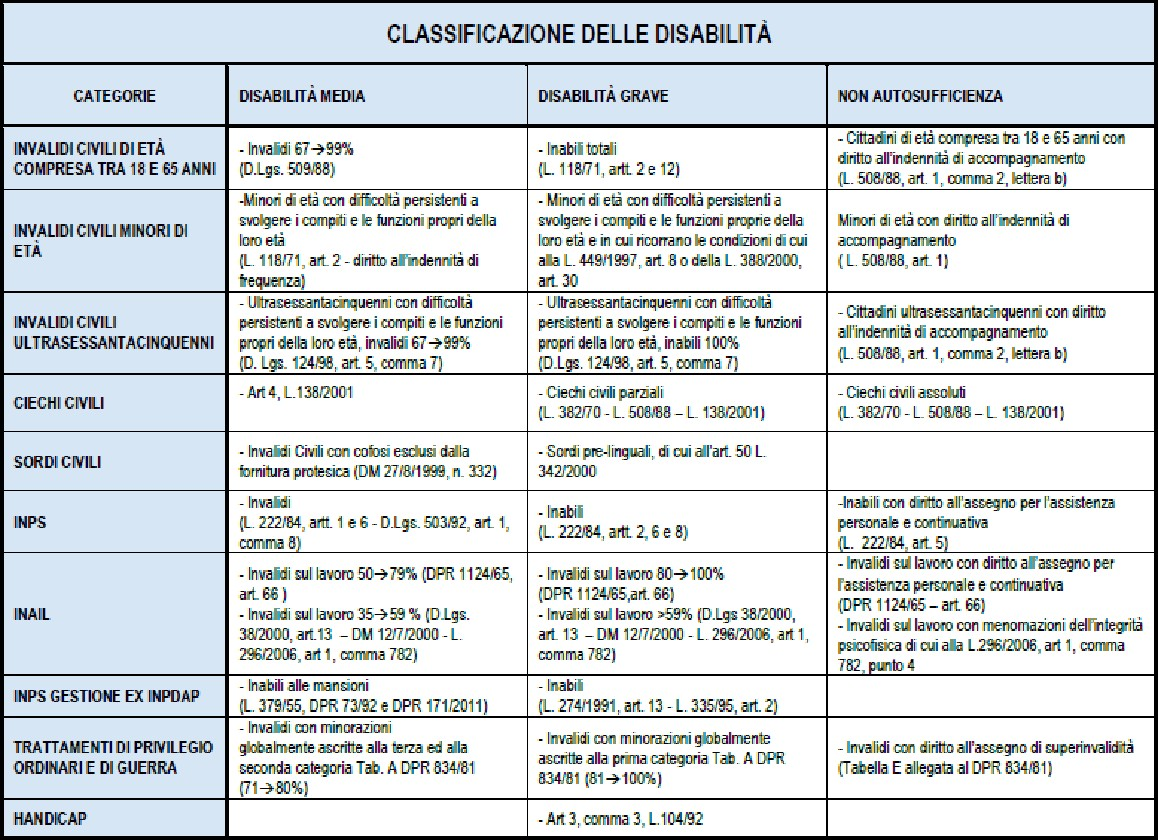 CLASSIFICAZIONE DELLE DISABILITÀ
CATEGORIE
DISABILITÀ MEDIA
DISABILITÀ GRAVE
NON AUTOSUFFICIENZA
INVALIDI CIVILI DI ETÀ
COMPRESA TRA 18 E 65 ANNI
- Invalidi 67→99%
(D.Lgs. 509/88)
- Inabili totali
(L. 118/71, artt. 2 e 12)
- Cittadini di età compresa tra 18 e 65 anni con
diritto all'indennità di accompagnamento
(L. 508/88, art. 1, comma 2, lettera b)
INVALIDI CIVILI MINORI DI
ETÀ
-Minori di età con difficoltà persistenti a
svolgere i compiti e le funzioni propri della
loro età
(L. 118/71, art. 2 - diritto all'indennità di
frequenza)
- Minori di età con difficoltà persistenti a
svolgere i compiti e le funzioni proprie della
loro età e in cui ricorrano le condizioni di cui
alla L. 449/1997, art. 8 o della L. 388/2000,
art. 30
Minori di età con diritto all'indennità di
accompagnamento
( L. 508/88, art. 1)
INVALIDI CIVILI
ULTRASESSANTACINQUENNI
- Ultrasessantacinquenni con difficoltà
persistenti a svolgere i compiti e le funzioni
propri della loro età, invalidi 67→99%
(D. Lgs. 124/98, art. 5, comma 7)
- Ultrasessantacinquenni con difficoltà
persistenti a svolgere i compiti e le funzioni
propri della loro età, inabili 100%
(D.Lgs. 124/98, art. 5, comma 7)
- Cittadini ultrasessantacinquenni con diritto
all'indennità di accompagnamento
(L. 508/88, art. 1, comma 2, lettera b)
CIECHI CIVILI
- Art 4, L.138/2001
- Ciechi civili parziali
(L. 382/70 - L. 508/88 – L. 138/2001)
- Ciechi civili assoluti
(L. 382/70 - L. 508/88 – L. 138/2001)
SORDI CIVILI
- Invalidi Civili con cofosi esclusi dalla
fornitura protesica (DM 27/8/1999, n. 332)
- Sordi pre-linguali, di cui all'art. 50 L.
342/2000
INPS
- Invalidi
(L. 222/84, artt. 1 e 6 - D.Lgs. 503/92, art. 1,
comma 8)
- Inabili
(L. 222/84, artt. 2, 6 e 8)
-Inabili con diritto all'assegno per l'assistenza
personale e continuativa
(L.  222/84, art. 5)
INAIL
- Invalidi sul lavoro 50→79% (DPR 1124/65,
art. 66 )
- Invalidi sul lavoro 35→59 % (D.Lgs.
38/2000, art.13  – DM 12/7/2000 - L.
296/2006, art 1, comma 782)
- Invalidi sul lavoro 80→100%
(DPR 1124/65,art. 66)
- Invalidi sul lavoro >59% (D.Lgs 38/2000,
art. 13  – DM 12/7/2000 - L. 296/2006, art 1,
comma 782)
- Invalidi sul lavoro con diritto all'assegno per
l'assistenza personale e continuativa
(DPR 1124/65 – art. 66)
- Invalidi sul lavoro con menomazioni dell'integrità
psicofisica di cui alla L.296/2006, art 1, comma
782, punto 4
INPS GESTIONE EX INPDAP
- Inabili alle mansioni
(L. 379/55, DPR 73/92 e DPR 171/2011)
- Inabili
(L. 274/1991, art. 13 - L. 335/95, art. 2)
TRATTAMENTI DI PRIVILEGIO
ORDINARI E DI GUERRA
- Invalidi con minorazioni
globalmente ascritte alla terza ed alla
seconda categoria Tab. A DPR 834/81
(71→80%)
- Invalidi con minorazioni globalmente
ascritte alla prima categoria Tab. A DPR
834/81 (81→100%)
- Invalidi con diritto all'assegno di superinvalidità
(Tabella E allegata al DPR 834/81)
HANDICAP
- Art 3, comma 3, L.104/92